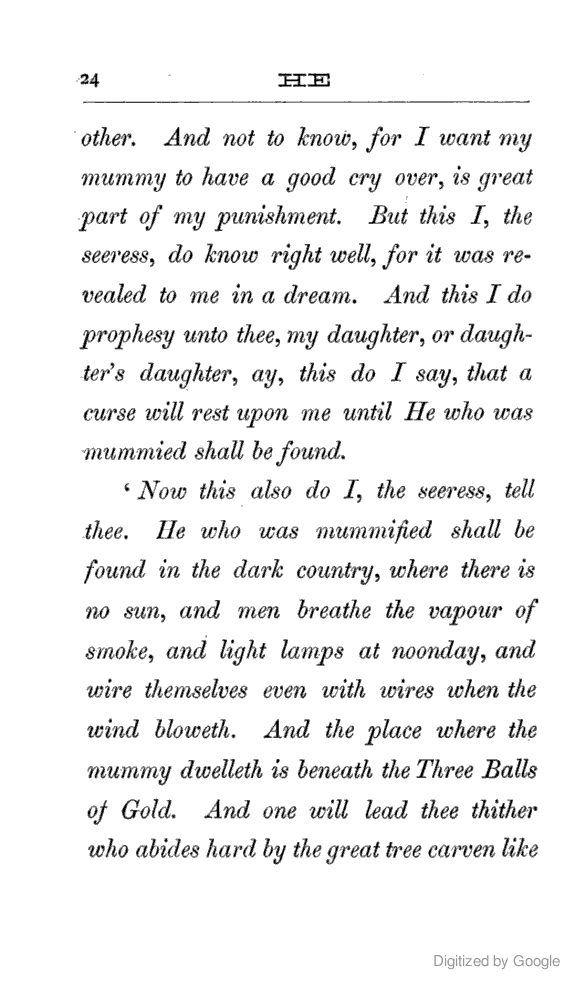 24 HE
other. And not to know, for I want my
mummy to have a good cry over, is great
part of my punishment. But this I, the
seeress, do know right well, for it was re-
vealed to me in a dream. And this I do
prophesy unto thee, my daughter, or daugh-
ter's daughter, ay, this do I say, that a
curse will rest upon me until He who was
mummied shall be found.
‘Now this also do I, the seeress, tell
thee. He who was mummified shall be
found in the dark country, where there is
no sun, and men breathe the vapour of
smoke, and light lamps at noonday, and
wire themselves even with wires when the
wind bloweth. And the place where the
mummy dwelleth is beneath the Three Balls
of Gold. And one will lead thee thither
who abides hard by the great tree carven like
Digitized by Google